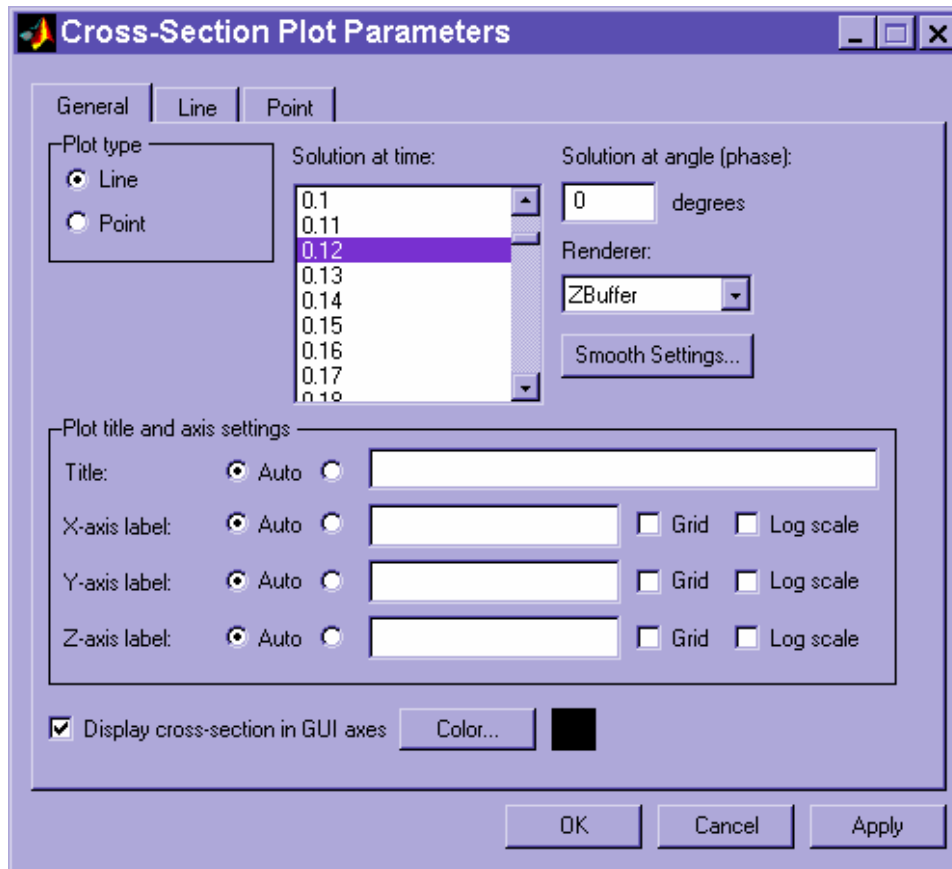 Cross-Section Plot Parameters
General Line Point
Plot type
Line
Point
Solution at time:
0.1
0.11
0.12
0.13
0.14
0.15
0.16
0.17
0.18
Solution at angle (phase):
0 degrees
Renderer:
ZBuffer
Smooth Settings...
Plot title and axis settings
Title: Auto
X-axis label: Auto Grid Log scale
Y-axis label: Auto Grid Log scale
Z-axis label: Auto Grid Log scale
Display cross-section in GUI axes Color...
OK Cancel Apply